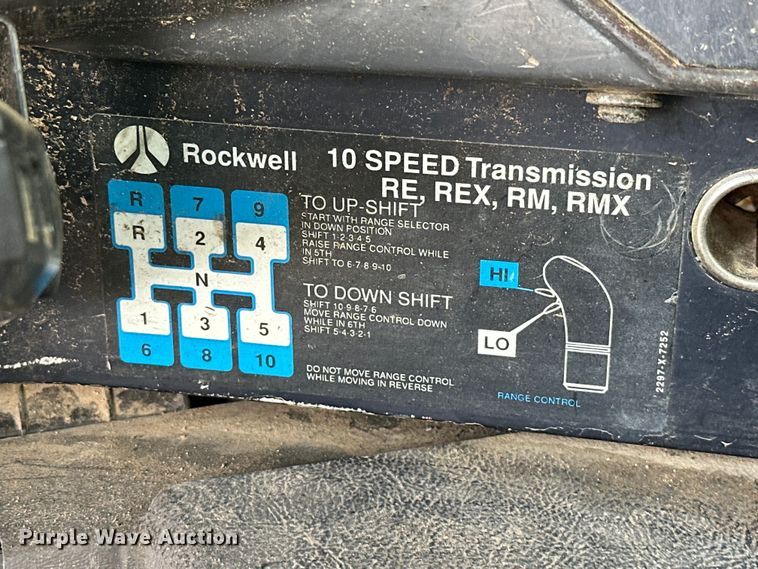 Rockwell
10 SPEED Transmission
RE, REX, RM, RMX
R 7 9
R 2 4
N
1 3 5
6 8 10
TO UP-SHIFT
START WITH RANGE SELECTOR
IN DOWN POSITION
SHIFT 1-2-3-4-5
RAISE RANGE CONTROL WHILE
IN 5TH
SHIFT TO 6-7-8-9-10
TO DOWN SHIFT
SHIFT 10-9-8-7-6
MOVE RANGE CONTROL DOWN
WHILE IN 6TH
SHIFT 5-4-3-2-1
DO NOT MOVE RANGE CONTROL
WHILE MOVING IN REVERSE
HI
LO
RANGE CONTROL
2297-X-7252
Purple Wave Auction